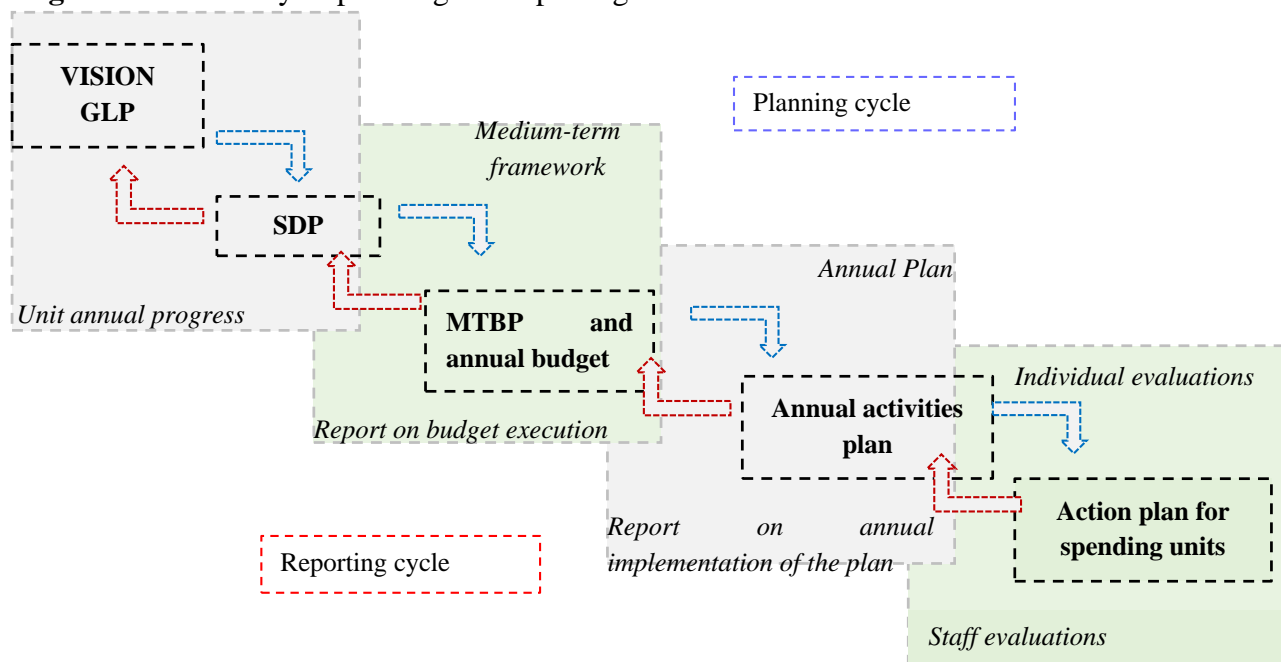 VISION
GLP
Planning cycle
Medium-term
framework
SDP
Annual Plan
Unit annual progress
MTBP and
annual budget
Individual evaluations
Annual activities
plan
Report on budget execution
Action plan for
spending units
Report on annual
implementation of the plan
Reporting cycle
Staff evaluations